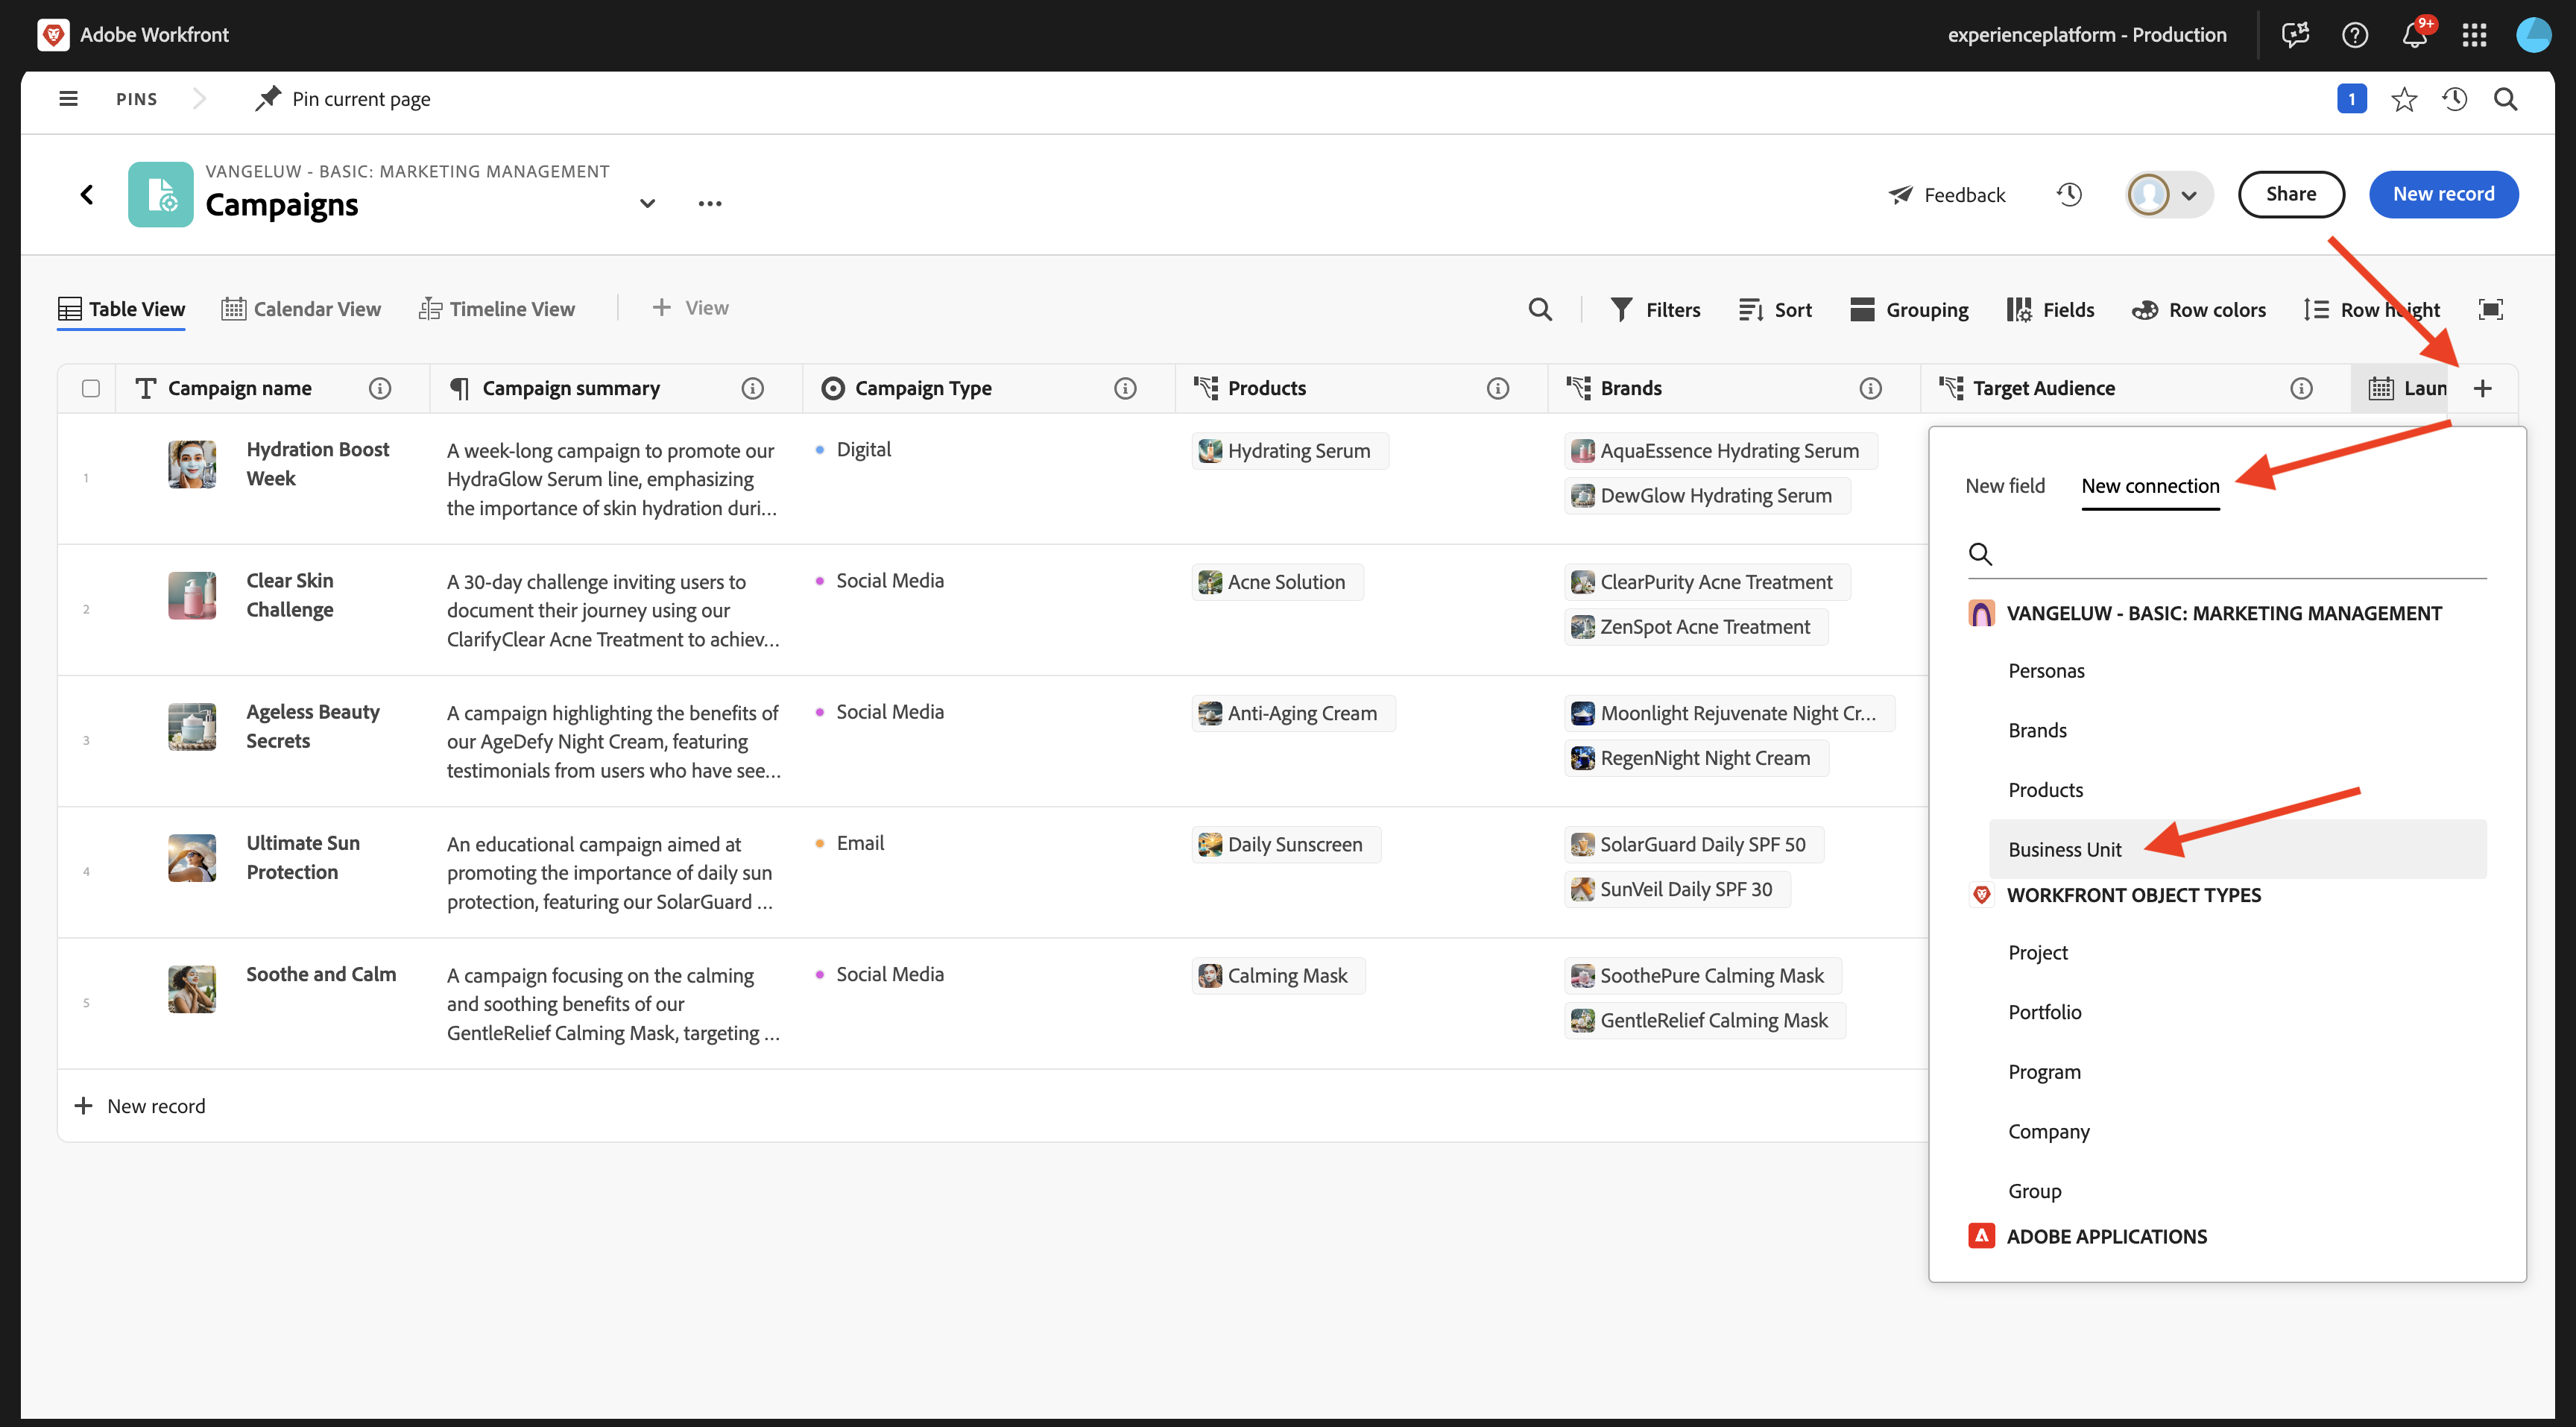 Adobe Workfront
experienceplatform - Production
9+
PINS
Pin current page
1
VANGELUW - BASIC: MARKETING MANAGEMENT
Campaigns
Feedback
Share
New record
Table View
Calendar View
Timeline View
View
Filters
Sort
Grouping
Fields
Row colors
Row height
Campaign name
Campaign summary
Campaign Type
Products
Brands
Target Audience
Laun
1
Hydration Boost
Week
A week-long campaign to promote our
HydraGlow Serum line, emphasizing
the importance of skin hydration duri...
Digital
Hydrating Serum
AquaEssence Hydrating Serum
DewGlow Hydrating Serum
2
Clear Skin
Challenge
A 30-day challenge inviting users to
document their journey using our
ClarifyClear Acne Treatment to achiev...
Social Media
Acne Solution
ClearPurity Acne Treatment
ZenSpot Acne Treatment
3
Ageless Beauty
Secrets
A campaign highlighting the benefits of
our AgeDefy Night Cream, featuring
testimonials from users who have see...
Social Media
Anti-Aging Cream
Moonlight Rejuvenate Night Cr...
RegenNight Night Cream
4
Ultimate Sun
Protection
An educational campaign aimed at
promoting the importance of daily sun
protection, featuring our SolarGuard ...
Email
Daily Sunscreen
SolarGuard Daily SPF 50
SunVeil Daily SPF 30
5
Soothe and Calm
A campaign focusing on the calming
and soothing benefits of our
GentleRelief Calming Mask, targeting ...
Social Media
Calming Mask
SoothePure Calming Mask
GentleRelief Calming Mask
New record
New field
New connection
VANGELUW - BASIC: MARKETING MANAGEMENT
Personas
Brands
Products
Business Unit
WORKFRONT OBJECT TYPES
Project
Portfolio
Program
Company
Group
ADOBE APPLICATIONS